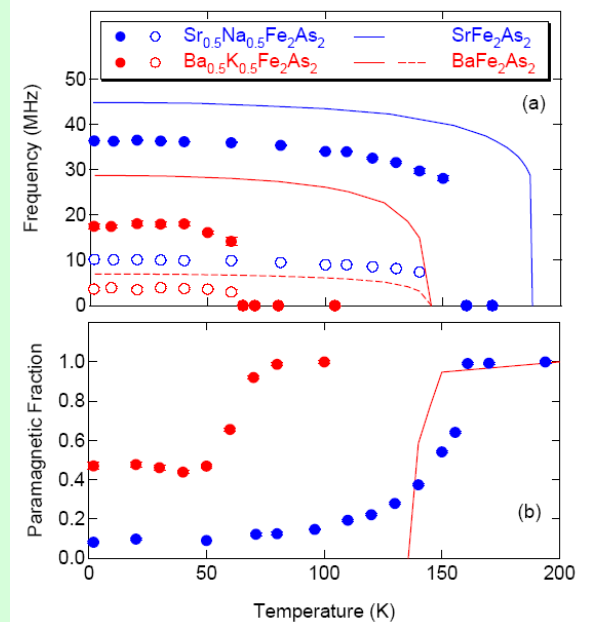 (a)
Sr0.5Na0.5Fe2As2 SrFe2As2
Ba0.5K0.5Fe2As2 BaFe2As2
Frequency (MHz)
50
40
30
20
10
0
(b)
Paramagnetic Fraction
1.0
0.8
0.6
0.4
0.2
0.0
0 50 100 150 200
Temperature (K)